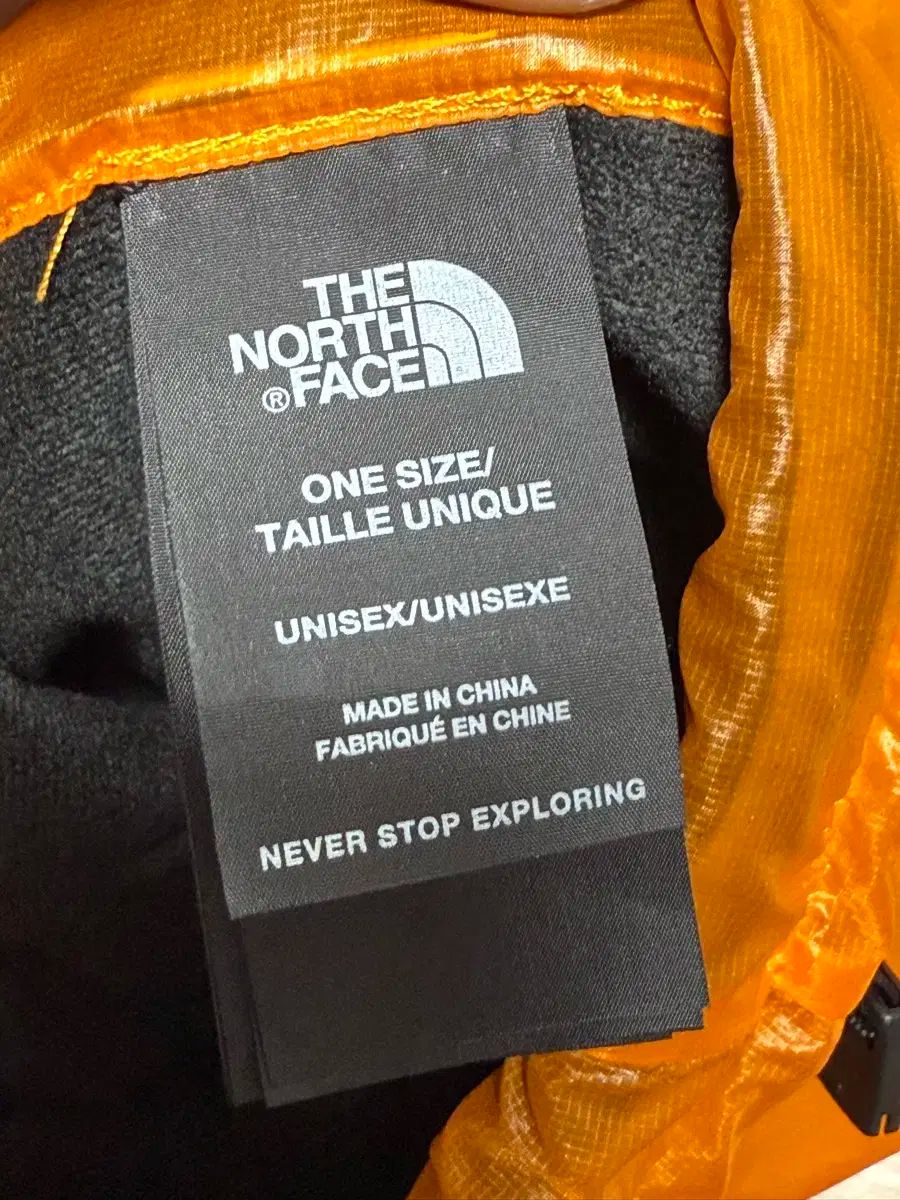 THE
NORTH
®FACE
ONE SIZE/
TAILLE UNIQUE
UNISEX/UNISEXE
MADE IN CHINA
FABRIQUÉ EN CHINE
NEVER STOP EXPLORING